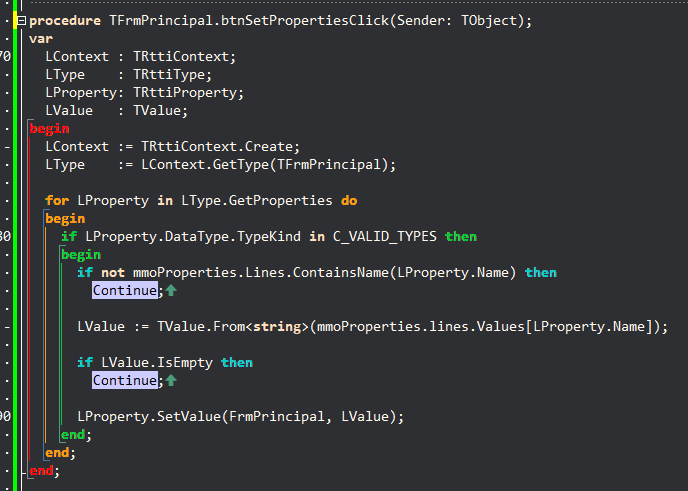 procedure TFrmPrincipal.btnSetPropertiesClick(Sender: TObject);
var
70   LContext : TRttiContext;
  LType    : TRttiType;
  LProperty: TRttiProperty;
  LValue   : TValue;
begin
  LContext := TRttiContext.Create;
  LType    := LContext.GetType(TFrmPrincipal);
  for LProperty in LType.GetProperties do
  begin
80     if LProperty.DataType.TypeKind in C_VALID_TYPES then
    begin
      if not mmoProperties.Lines.ContainsName(LProperty.Name) then
        Continue;
      LValue := TValue.From<string>(mmoProperties.lines.Values[LProperty.Name]);
      if LValue.IsEmpty then
        Continue;
90       LProperty.SetValue(FrmPrincipal, LValue);
    end;
  end;
end;